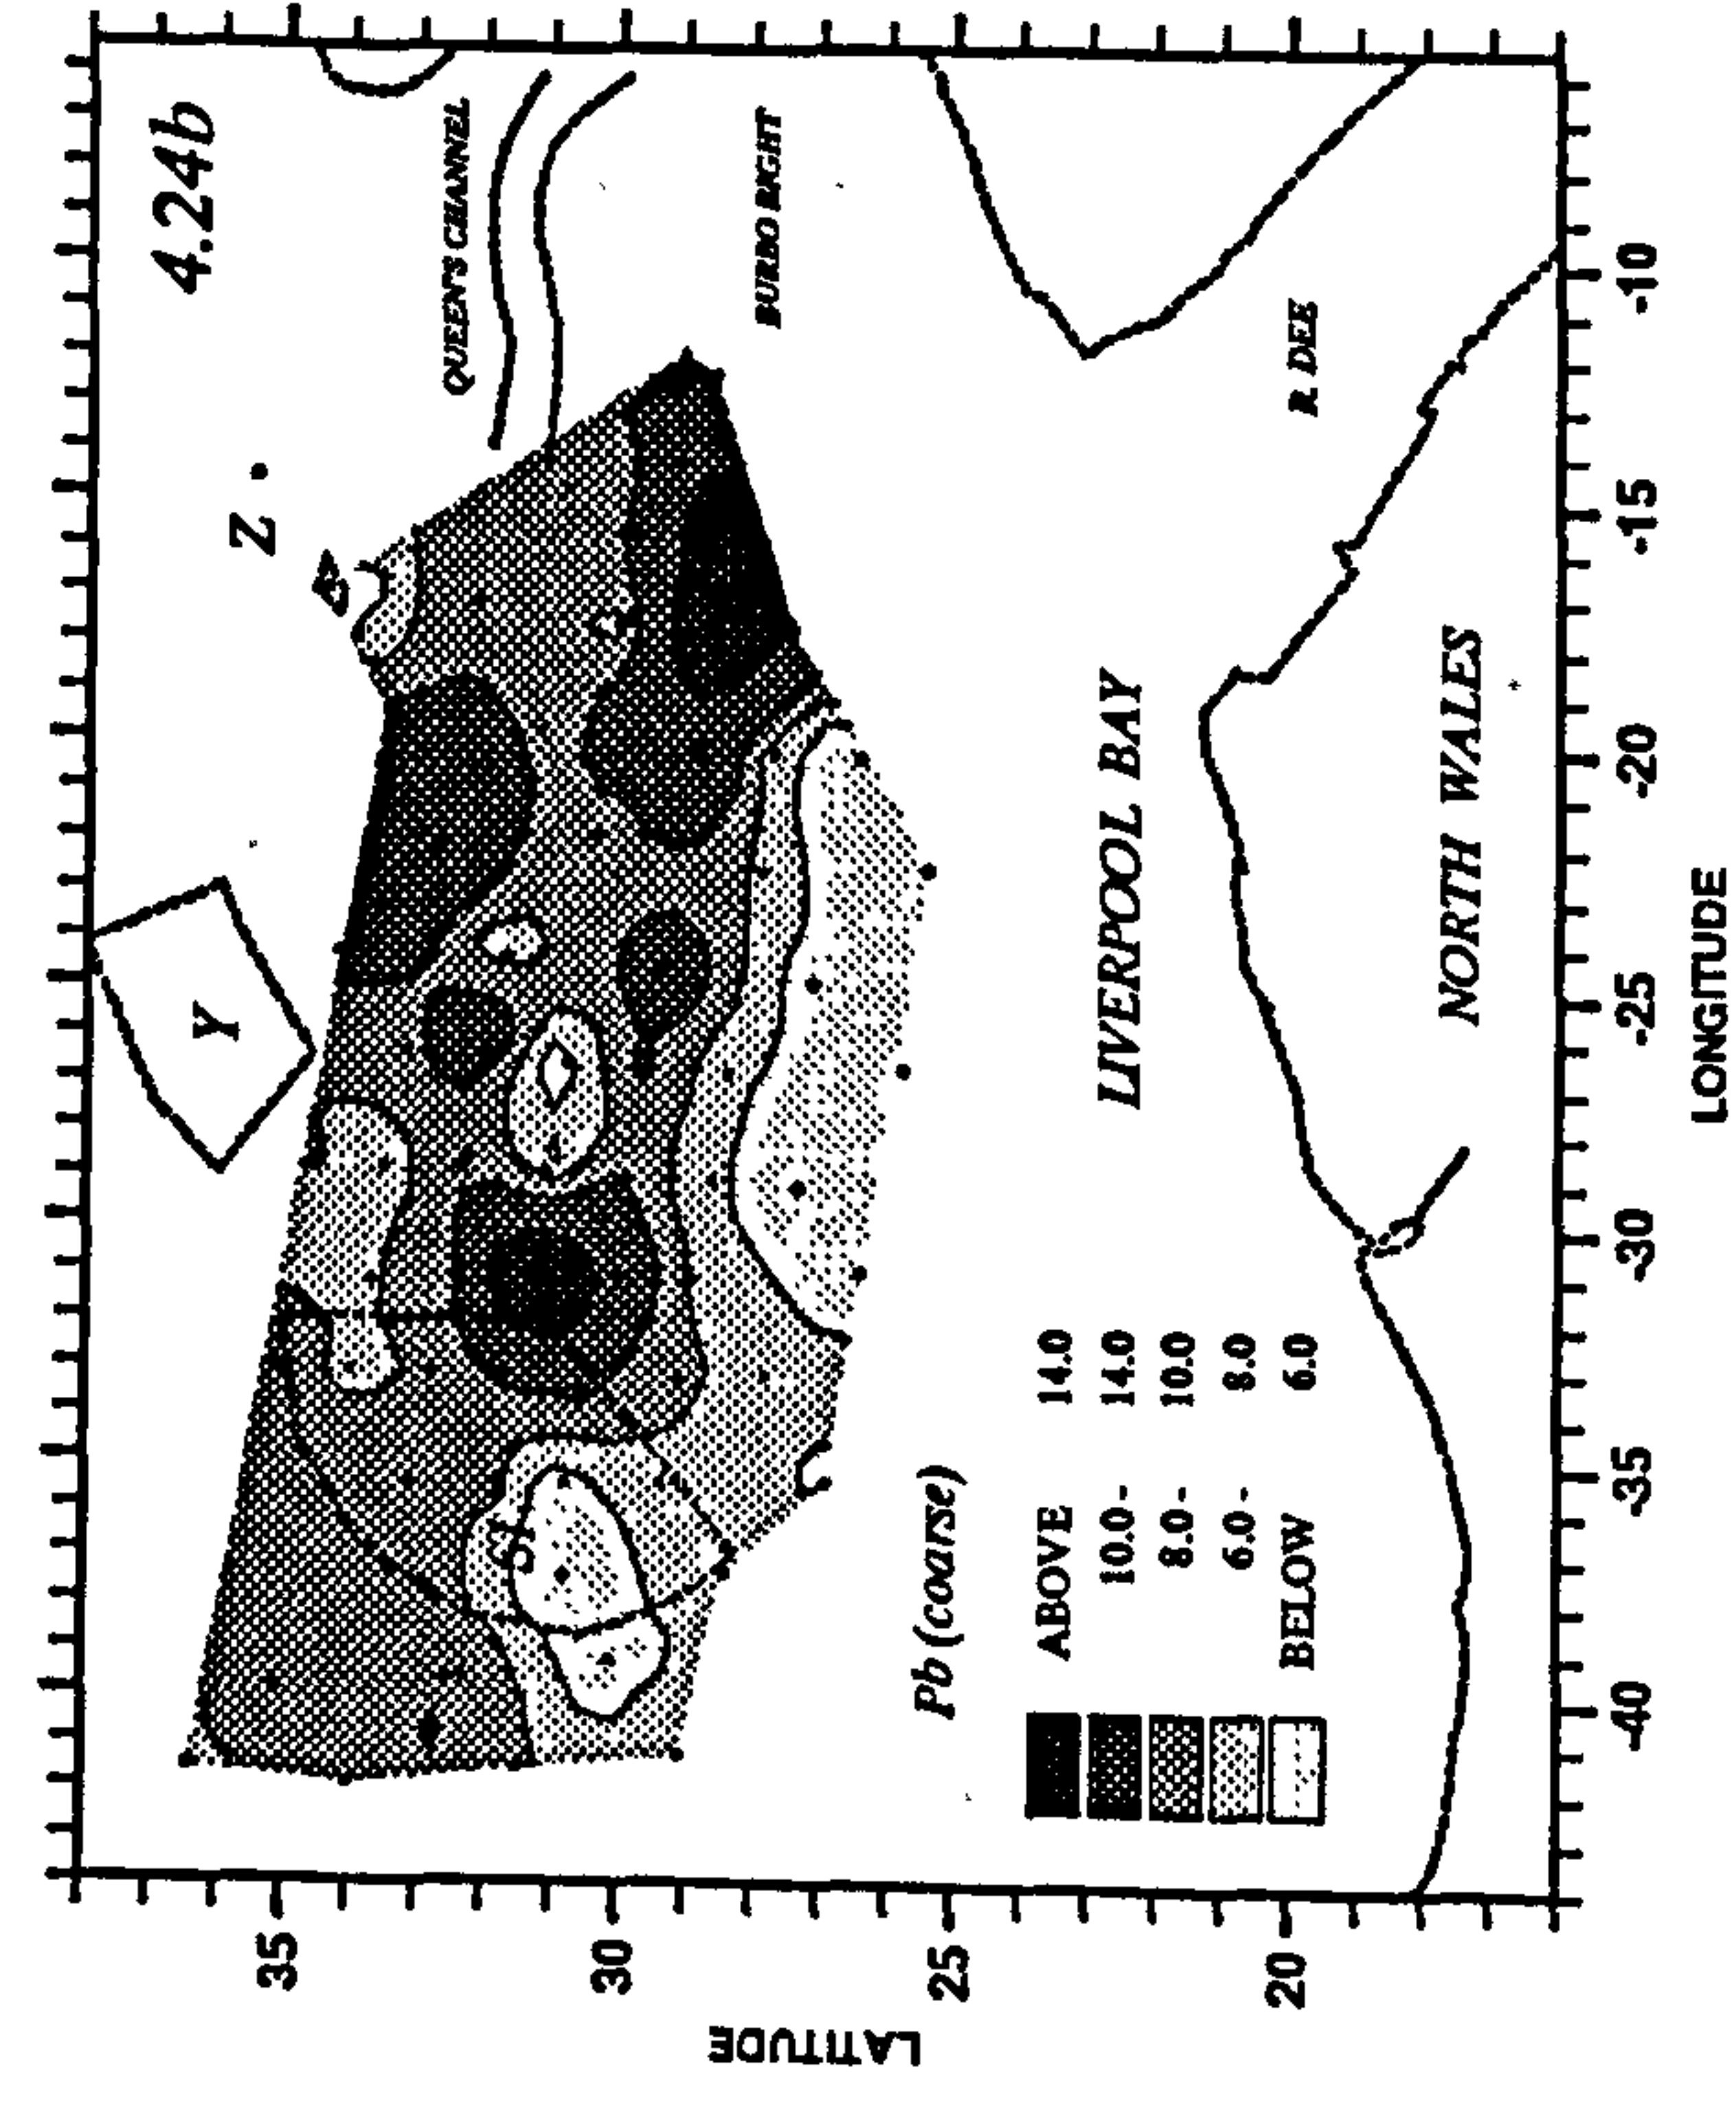 4.24b
Z
Y
QUEEN'S CHANNEL
BURBO BIGHT
R. DEE
LIVERPOOL BAY
NORTH WALES
Pb (coarse)
ABOVE 14.0
10.0 - 14.0
8.0 - 10.0
6.0 - 8.0
BELOW 6.0
35
30
25
20
LATITUDE
-40
-35
-30
-25
-20
-15
-10
LONGITUDE